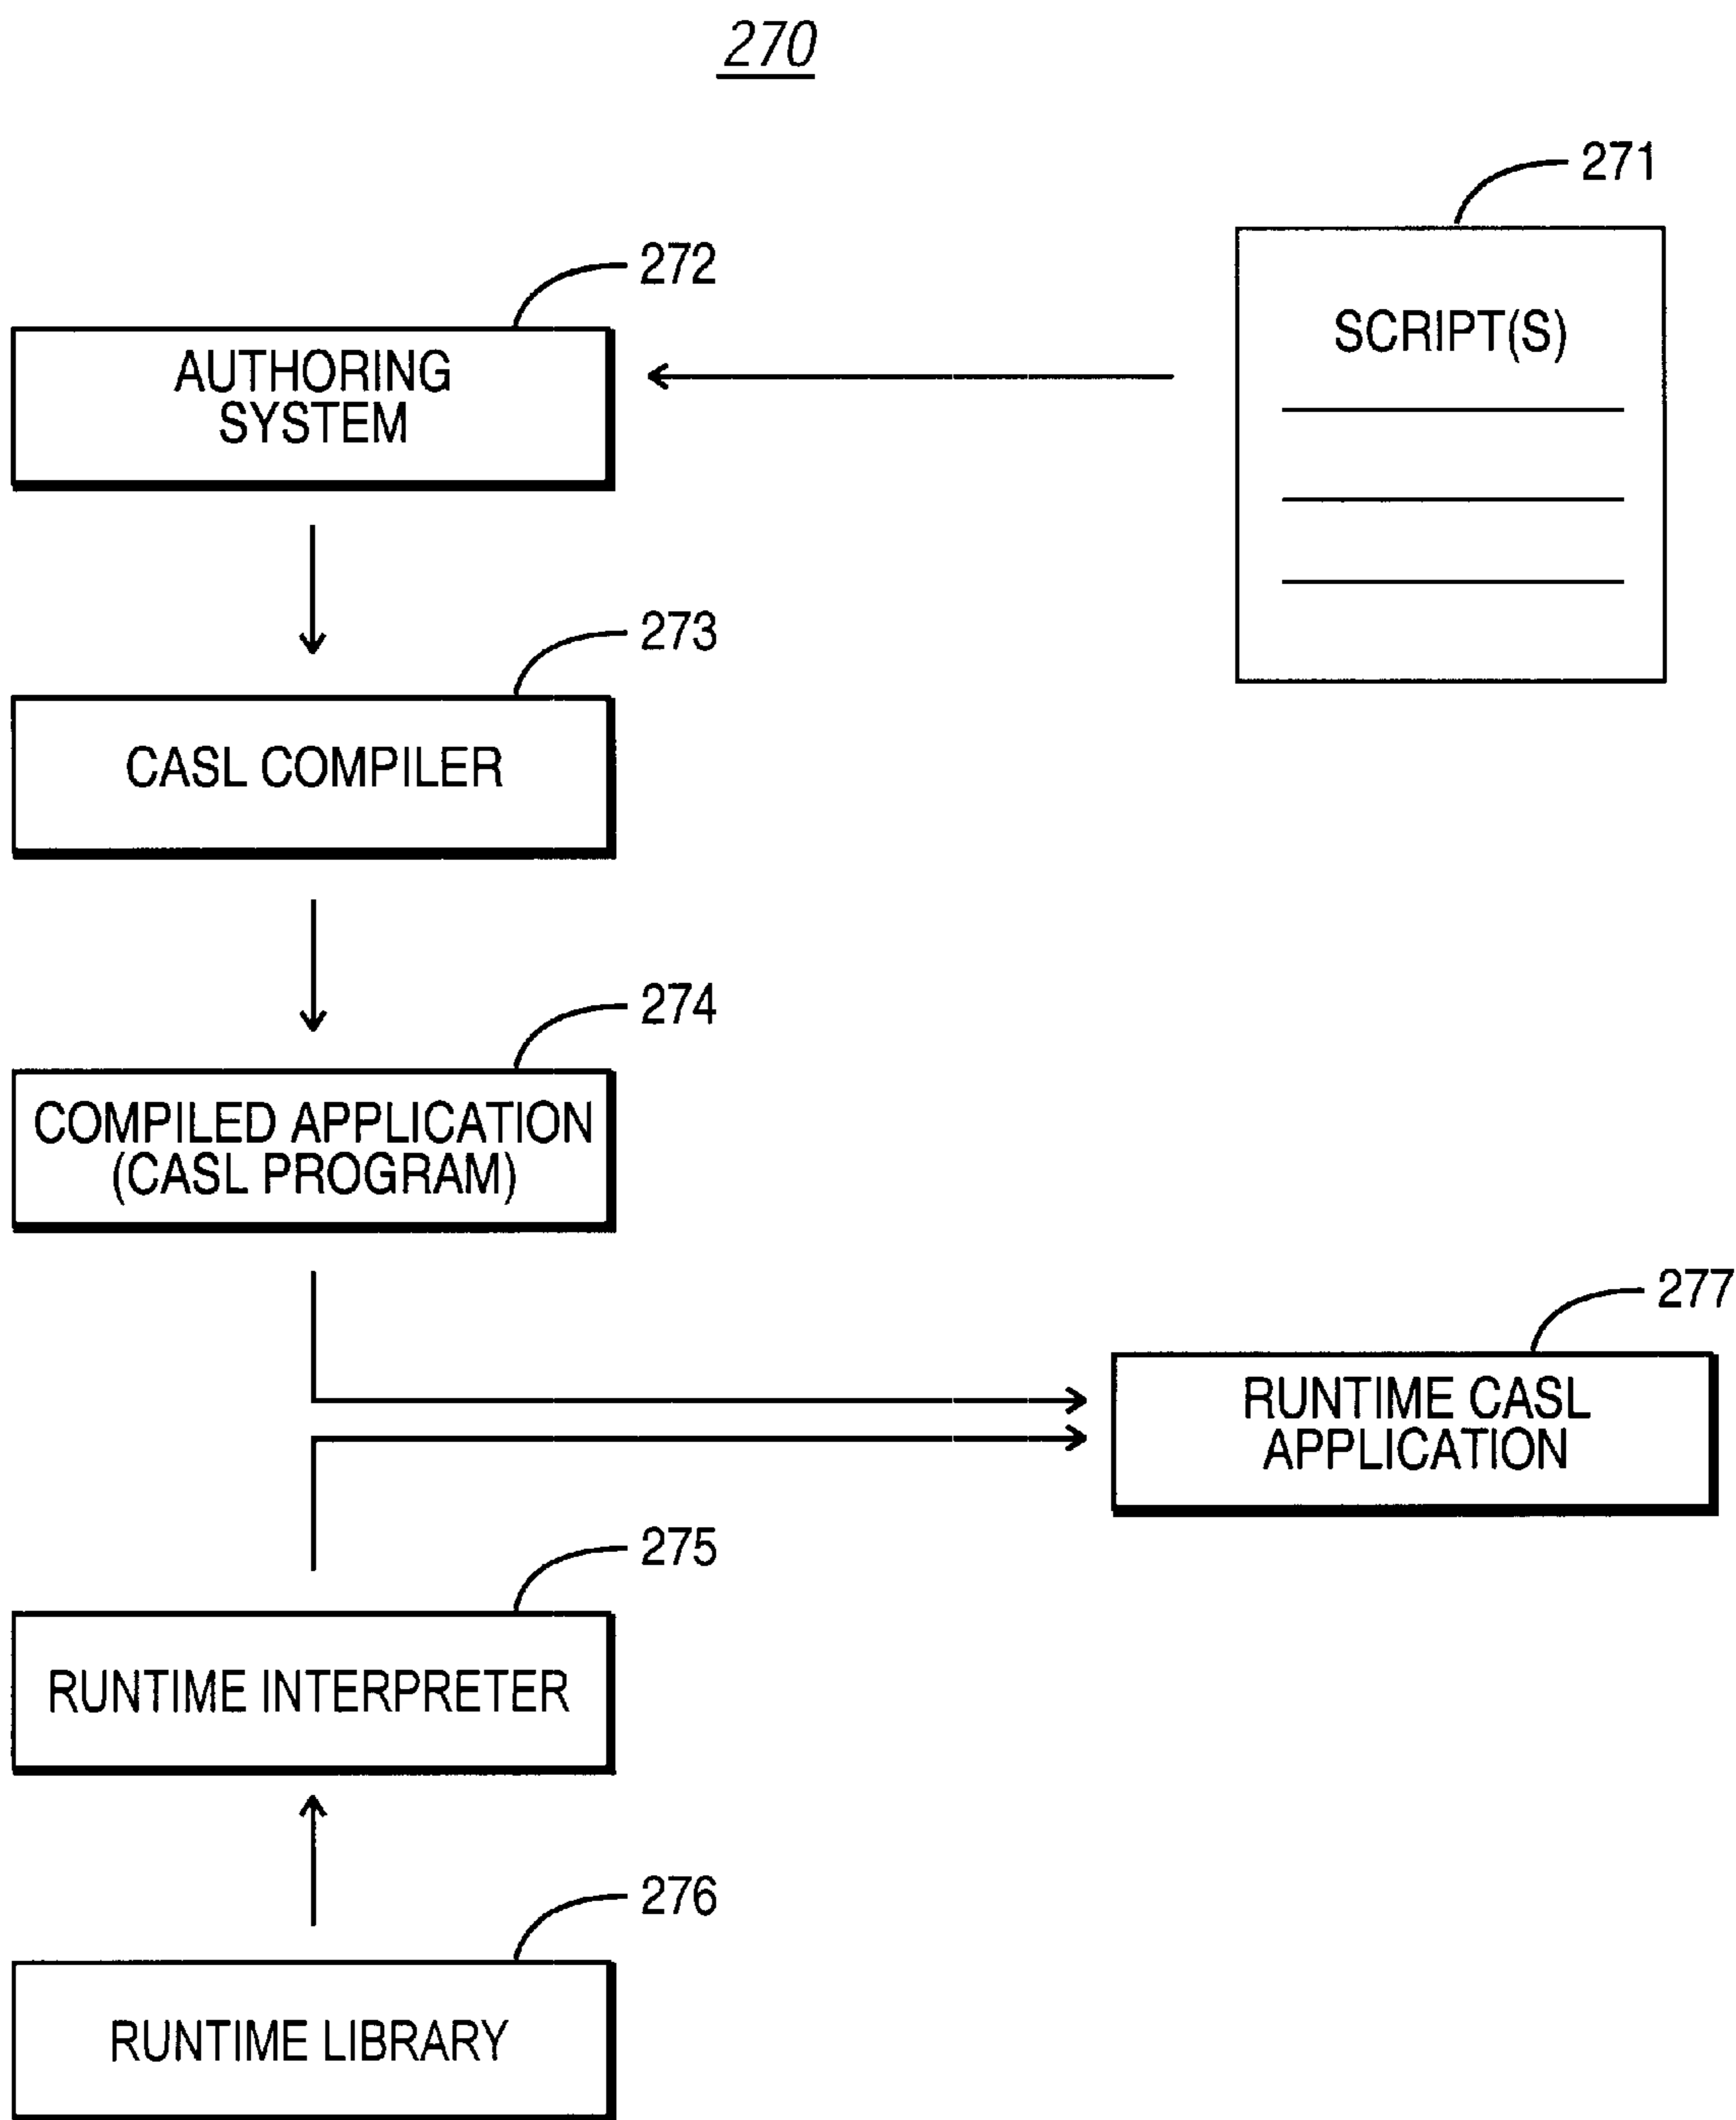 270
271
SCRIPT(S)
272
AUTHORING
SYSTEM
273
CASL COMPILER
274
COMPILED APPLICATION
(CASL PROGRAM)
277
RUNTIME CASL
APPLICATION
275
RUNTIME INTERPRETER
276
RUNTIME LIBRARY